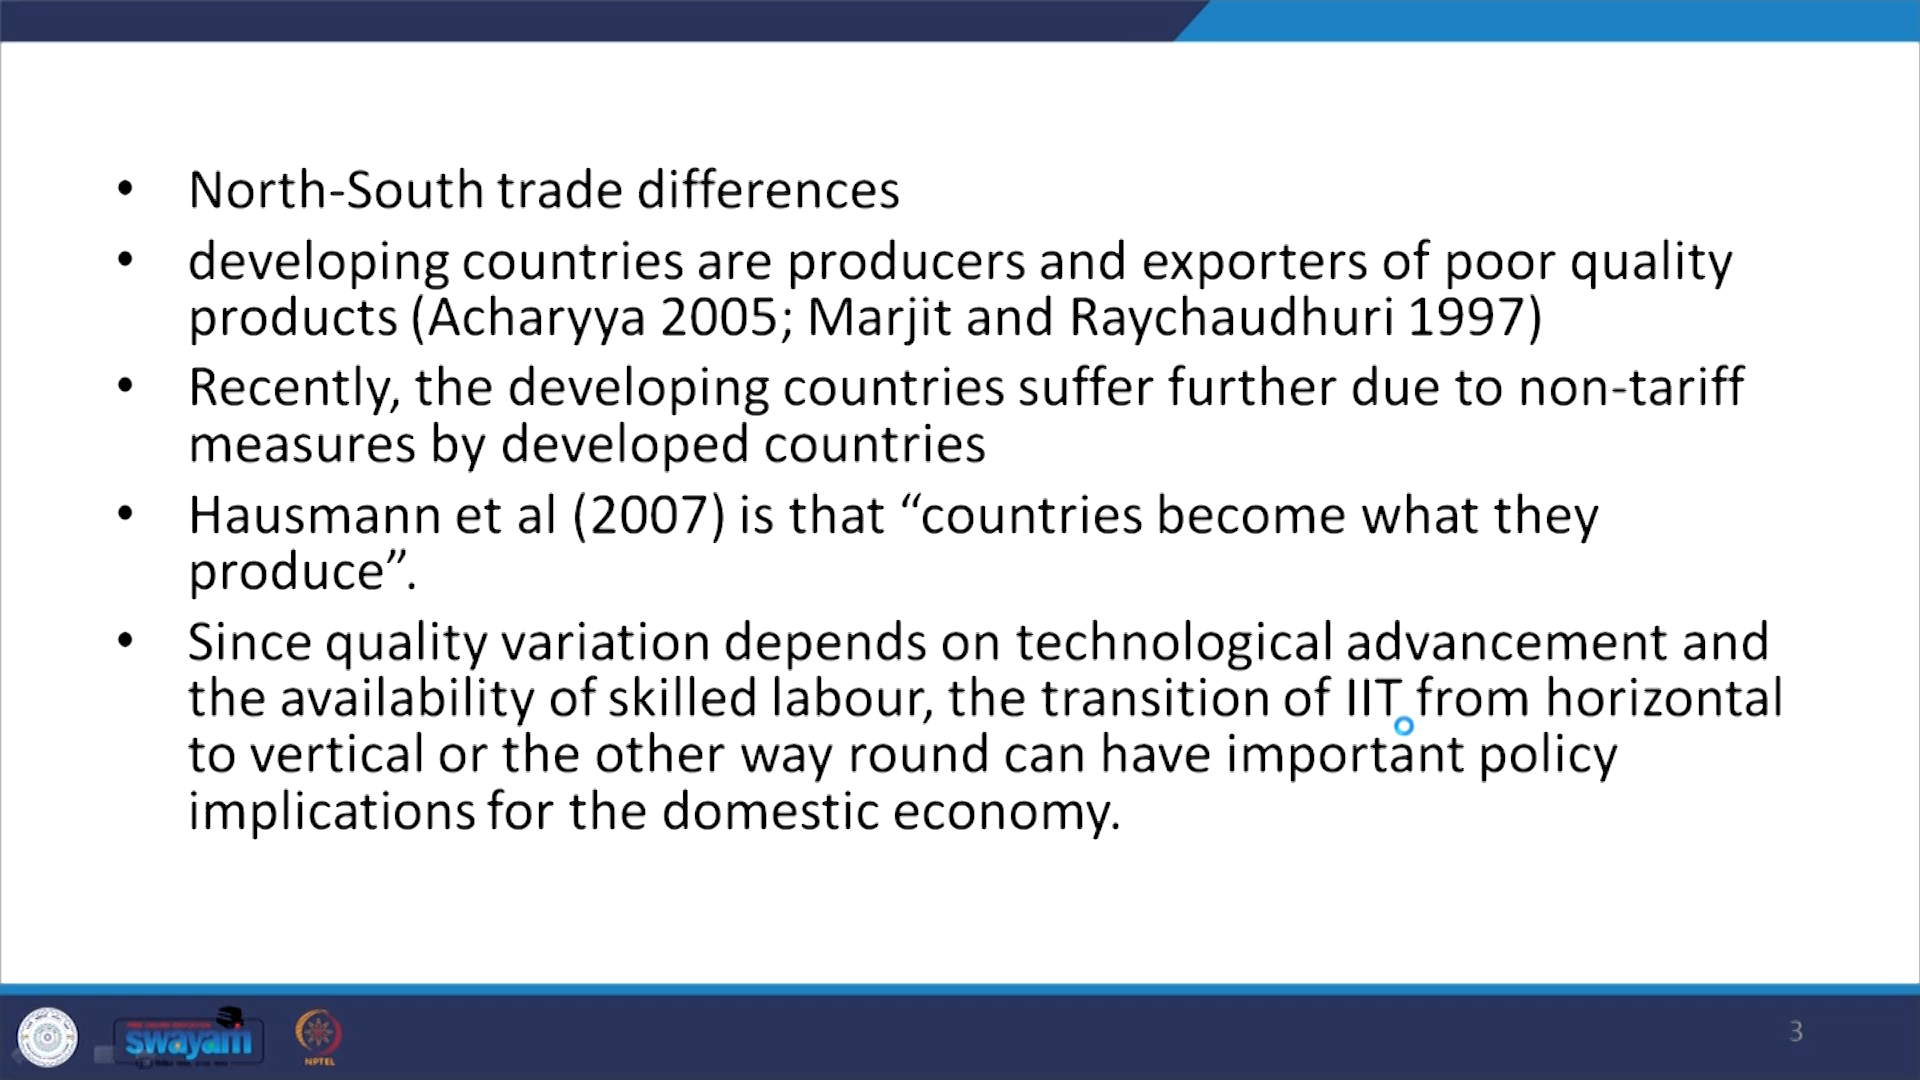 • North-South trade differences
• developing countries are producers and exporters of poor quality
products (Acharyya 2005; Marjit and Raychaudhuri 1997)
• Recently, the developing countries suffer further due to non-tariff
measures by developed countries
• Hausmann et al (2007) is that “countries become what they
produce”.
• Since quality variation depends on technological advancement and
the availability of skilled labour, the transition of IIT from horizontal
to vertical or the other way round can have important policy
implications for the domestic economy.
swayam
NPTEL
3